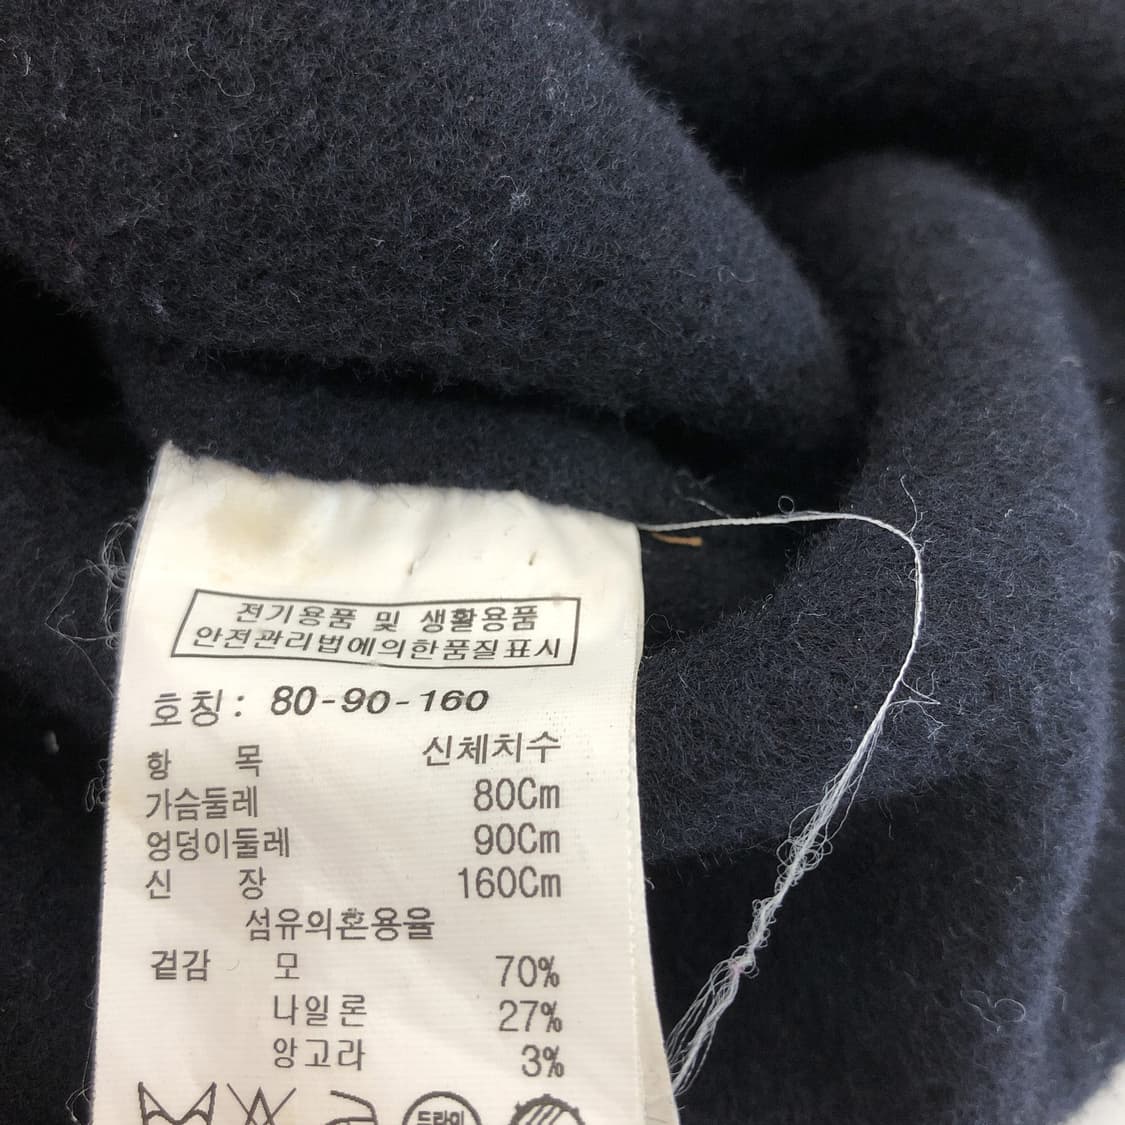 전기용품 및 생활용품
안전관리법에의한품질표시
호칭: 80-90-160
항 목 신체치수
가슴둘레 80Cm
엉덩이둘레 90Cm
신 장 160Cm
섬유의혼용율
겉감 모 70%
나일론 27%
앙고라 3%
드라이